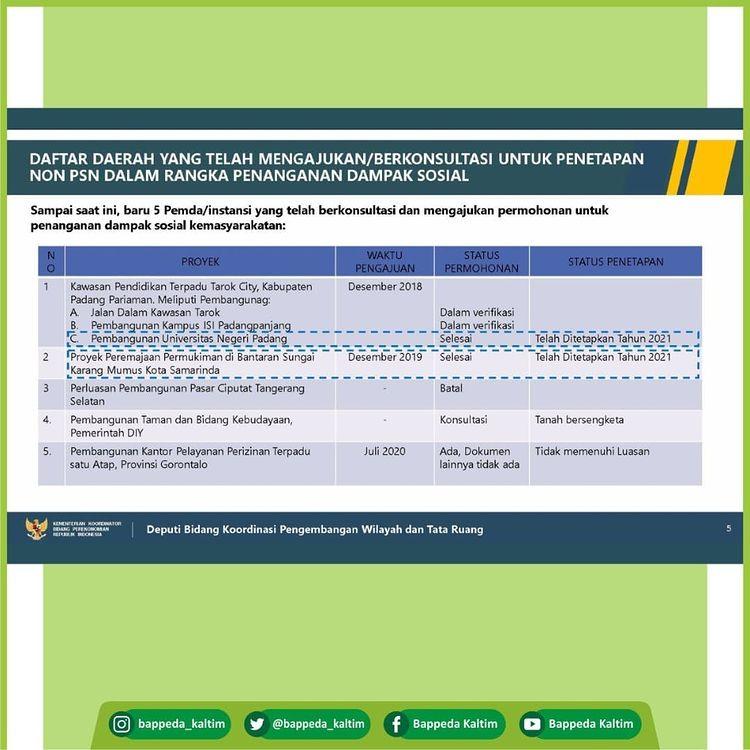 DAFTAR DAERAH YANG TELAH MENGAJUKAN/BERKONSULTASI UNTUK PENETAPAN
NON PSN DALAM RANGKA PENANGANAN DAMPAK SOSIAL
Sampai saat ini, baru 5 Pemda/instansi yang telah berkonsultasi dan mengajukan permohonan untuk
penanganan dampak sosial kemasyarakatan:
NO PROYEK WAKTU PENGAJUAN STATUS PERMOHONAN STATUS PENETAPAN
1 Kawasan Pendidikan Terpadu Tarok City, Kabupaten Desember 2018
Padang Pariaman. Meliputi Pembangunag:
A. Jalan Dalam Kawasan Tarok Dalam verifikasi
B. Pembangunan Kampus ISI Padangpanjang Dalam verifikasi
C. Pembangunan Universitas Negeri Padang Selesai Telah Ditetapkan Tahun 2021
2 Proyek Peremajaan Permukiman di Bantaran Sungai Desember 2019 Selesai Telah Ditetapkan Tahun 2021
Karang Mumus Kota Samarinda
3 Perluasan Pembangunan Pasar Ciputat Tangerang - Batal
Selatan
4. Pembangunan Taman dan Bidang Kebudayaan, - Konsultasi Tanah bersengketa
Pemerintah DIY
5. Pembangunan Kantor Pelayanan Perizinan Terpadu Juli 2020 Ada, Dokumen Tidak memenuhi Luasan
satu Atap, Provinsi Gorontalo lainnya tidak ada
KEMENTERIAN KOORDINATOR
BIDANG PEREKONOMIAN
REPUBLIK INDONESIA
Deputi Bidang Koordinasi Pengembangan Wilayah dan Tata Ruang 5
bappeda_kaltim @bappeda_kaltim Bappeda Kaltim Bappeda Kaltim